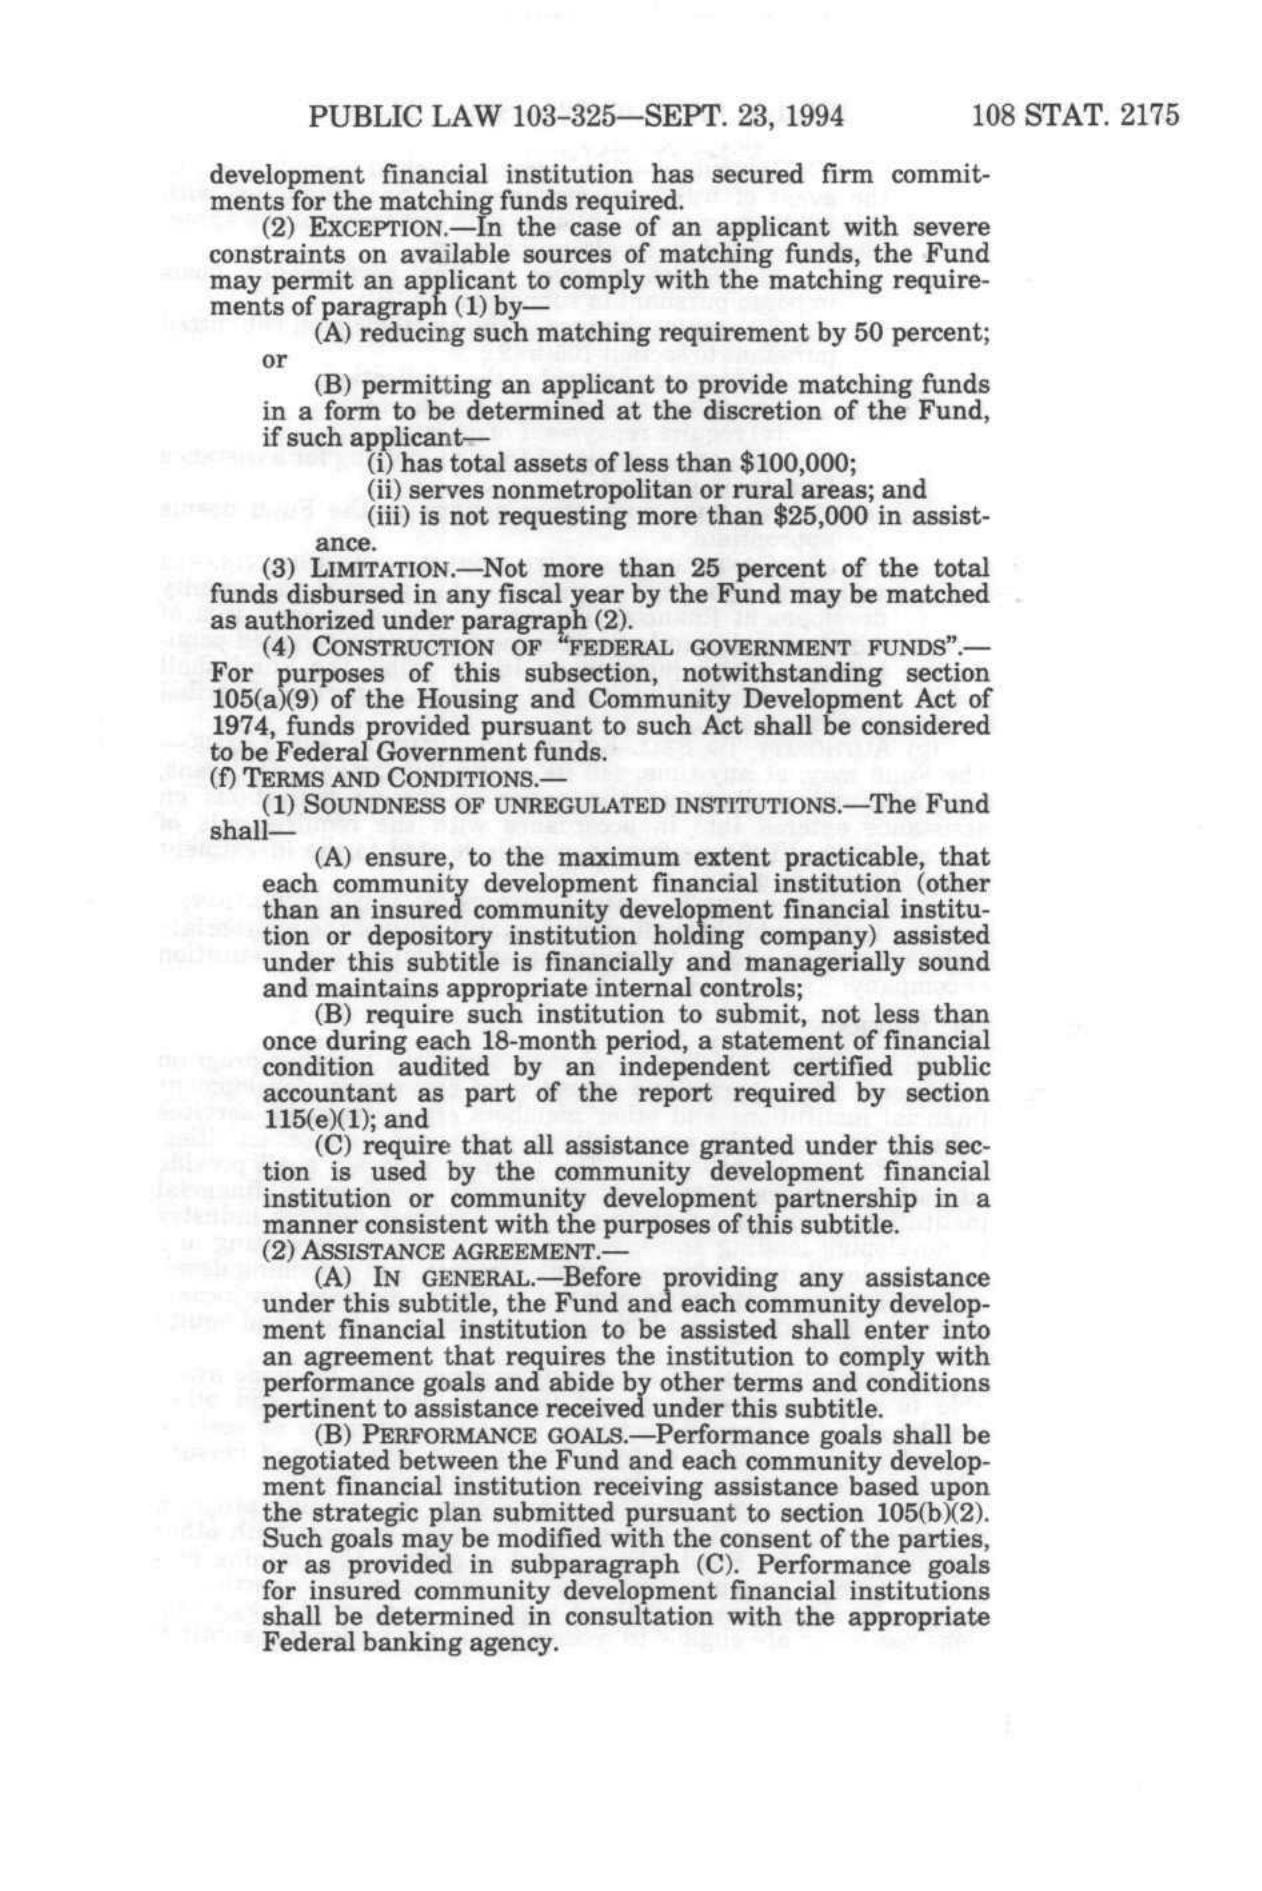 PUBLIC LAW 103–325—SEPT. 23, 1994 108 STAT. 2175
development financial institution has secured firm commit-
ments for the matching funds required.
(2) EXCEPTION.—In the case of an applicant with severe
constraints on available sources of matching funds, the Fund
may permit an applicant to comply with the matching require-
ments of paragraph (1) by—
(A) reducing such matching requirement by 50 percent;
or
(B) permitting an applicant to provide matching funds
in a form to be determined at the discretion of the Fund,
if such applicant—
(i) has total assets of less than $100,000;
(ii) serves nonmetropolitan or rural areas; and
(iii) is not requesting more than $25,000 in assist-
ance.
(3) LIMITATION.—Not more than 25 percent of the total
funds disbursed in any fiscal year by the Fund may be matched
as authorized under paragraph (2).
(4) CONSTRUCTION OF “FEDERAL GOVERNMENT FUNDS”.—
For purposes of this subsection, notwithstanding section
105(a)(9) of the Housing and Community Development Act of
1974, funds provided pursuant to such Act shall be considered
to be Federal Government funds.
(f) TERMS AND CONDITIONS.—
(1) SOUNDNESS OF UNREGULATED INSTITUTIONS.—The Fund
shall—
(A) ensure, to the maximum extent practicable, that
each community development financial institution (other
than an insured community development financial institu-
tion or depository institution holding company) assisted
under this subtitle is financially and managerially sound
and maintains appropriate internal controls;
(B) require such institution to submit, not less than
once during each 18-month period, a statement of financial
condition audited by an independent certified public
accountant as part of the report required by section
115(e)(1); and
(C) require that all assistance granted under this sec-
tion is used by the community development financial
institution or community development partnership in a
manner consistent with the purposes of this subtitle.
(2) ASSISTANCE AGREEMENT.—
(A) IN GENERAL.—Before providing any assistance
under this subtitle, the Fund and each community develop-
ment financial institution to be assisted shall enter into
an agreement that requires the institution to comply with
performance goals and abide by other terms and conditions
pertinent to assistance received under this subtitle.
(B) PERFORMANCE GOALS.—Performance goals shall be
negotiated between the Fund and each community develop-
ment financial institution receiving assistance based upon
the strategic plan submitted pursuant to section 105(b)(2).
Such goals may be modified with the consent of the parties,
or as provided in subparagraph (C). Performance goals
for insured community development financial institutions
shall be determined in consultation with the appropriate
Federal banking agency.